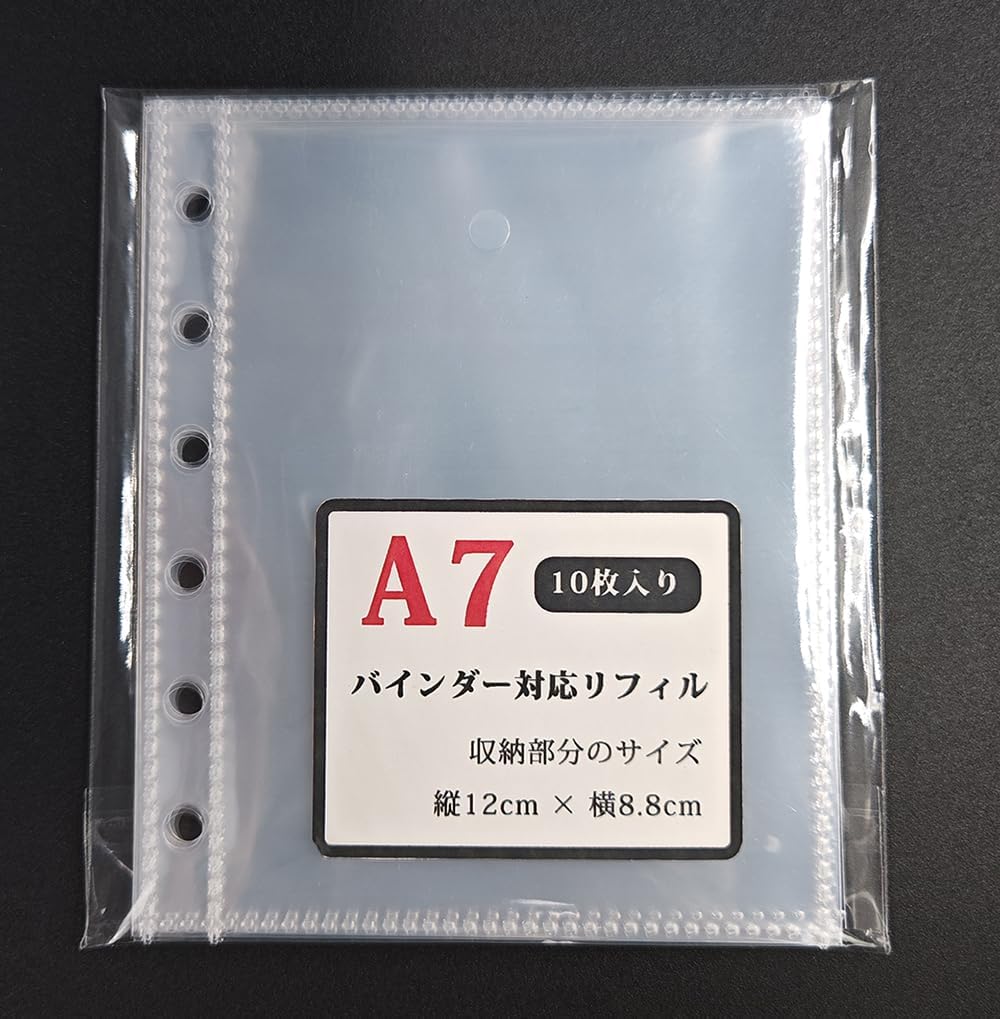 A7 10枚入り
バインダー対応リフィル
収納部分のサイズ
縦12cm × 横8.8cm